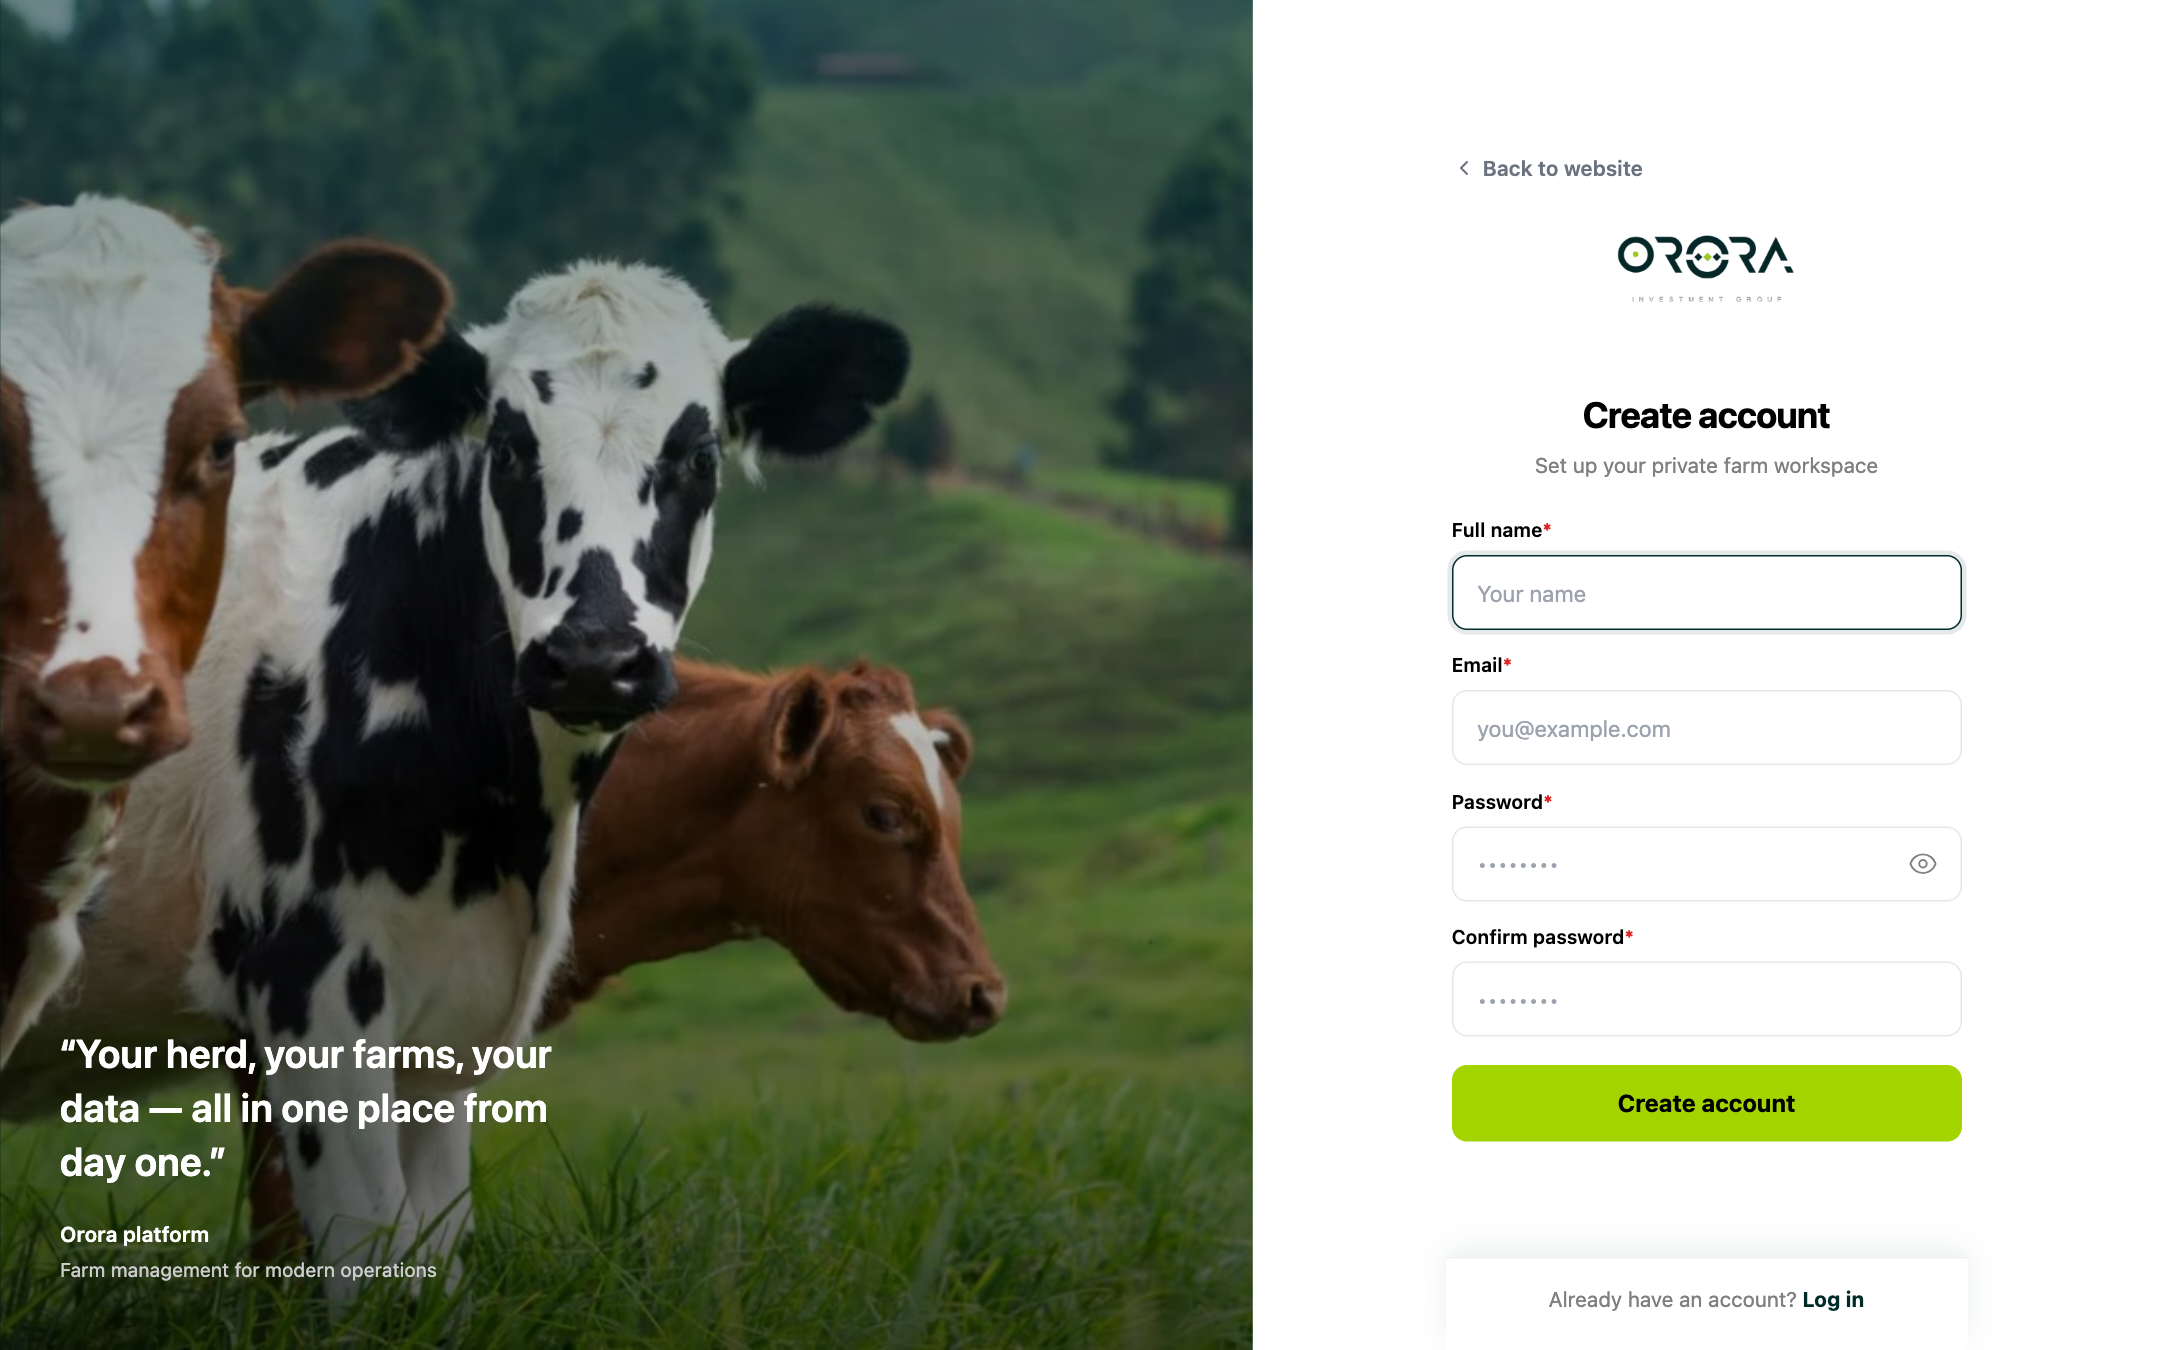 Back to website
ORORA
INVESTMENT GROUP
Create account
Set up your private farm workspace
Full name*
Your name
Email*
you@example.com
Password*
••••••••
Confirm password*
••••••••
Create account
Already have an account? Log in
“Your herd, your farms, your
data — all in one place from
day one.”
Orora platform
Farm management for modern operations